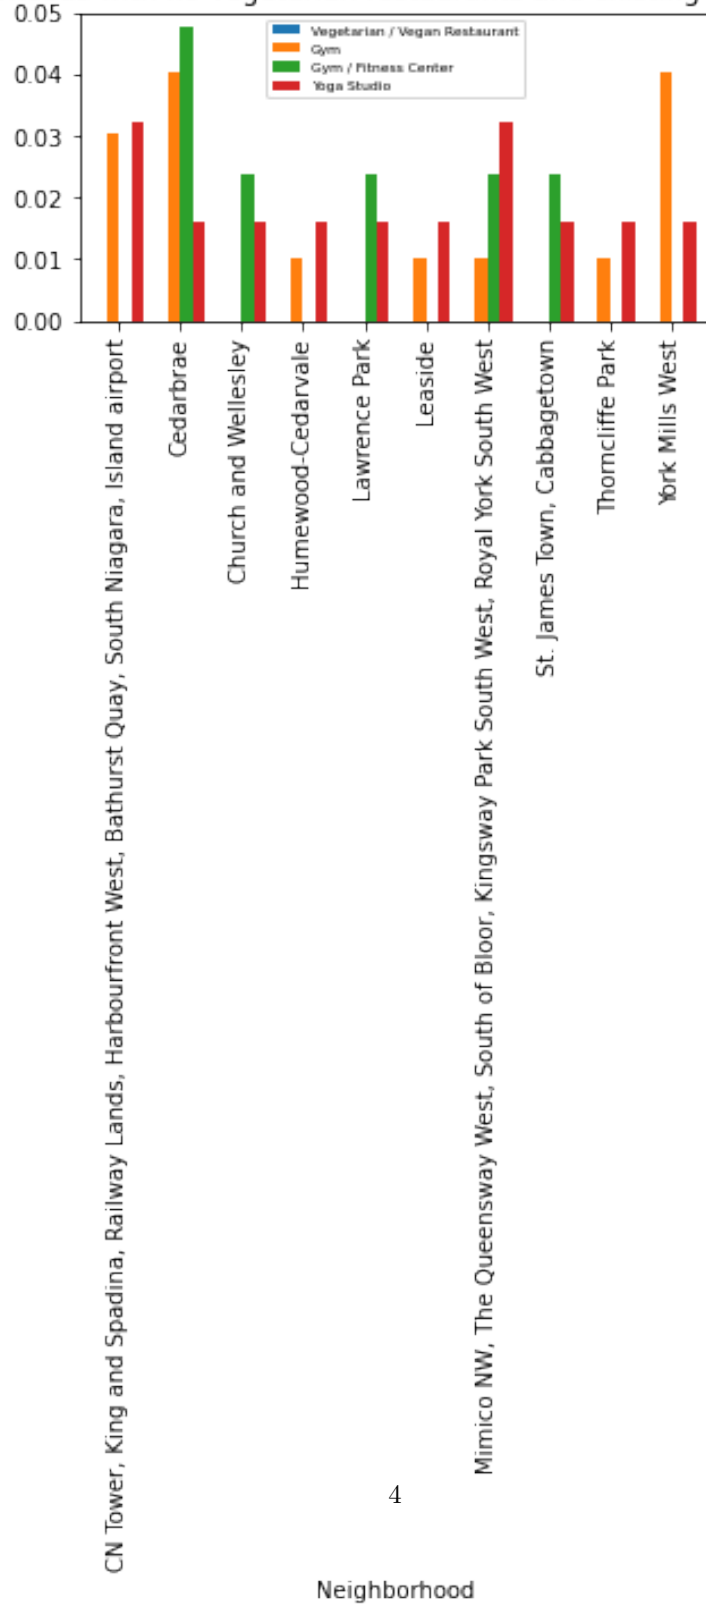 0.05
0.04
0.03
0.02
0.01
0.00
Vegetarian / Vegan Restaurant
Gym
Gym / Fitness Center
Yoga Studio
CN Tower, King and Spadina, Railway Lands, Harbourfront West, Bathurst Quay, South Niagara, Island airport
Cedarbrae
Church and Wellesley
Humewood-Cedarvale
Lawrence Park
Leaside
Mimico NW, The Queensway West, South of Bloor, Kingsway Park South West, Royal York South West
St. James Town, Cabbagetown
Thorncliffe Park
York Mills West
4
Neighborhood